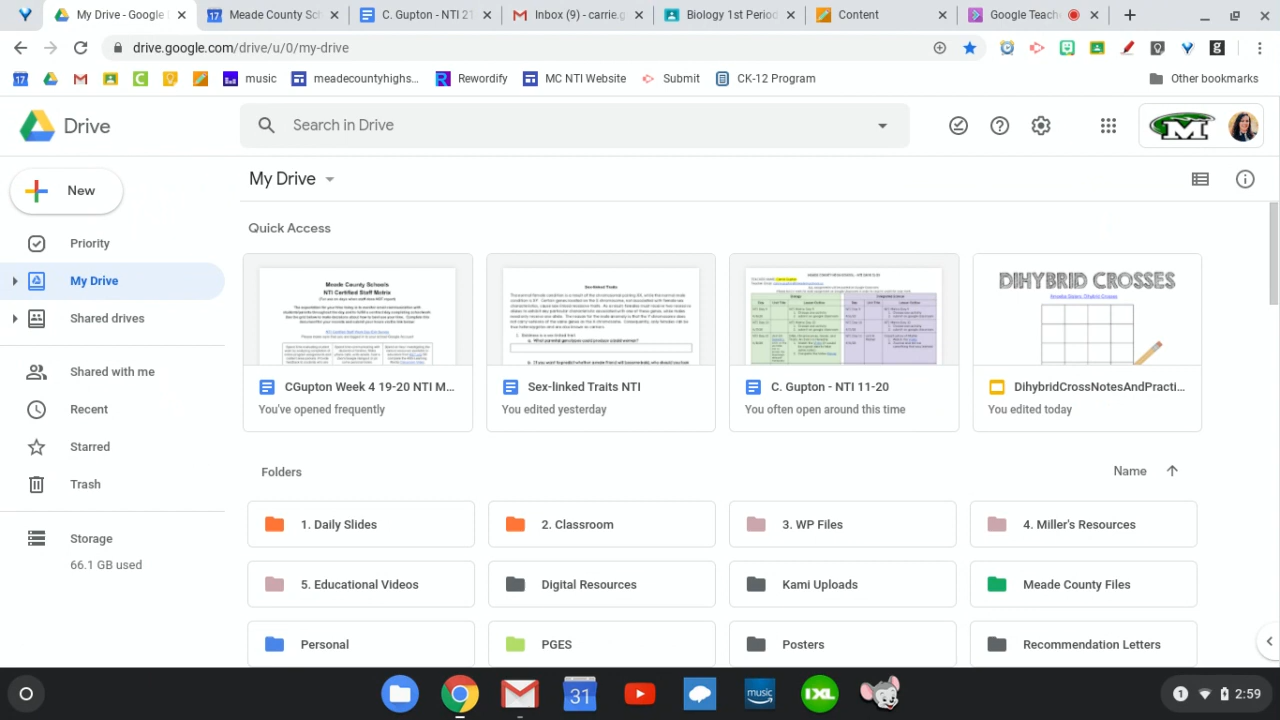 My Drive - Google
Meade County Sc
C. Gupton - NTI 21
Inbox (9) - carrie.g
Biology 1st Period
Content
Google Teach
drive.google.com/drive/u/0/my-drive
17
music
meadecountyhighs...
Rewordify
MC NTI Website
Submit
CK-12 Program
Other bookmarks
Drive
Search in Drive
M
New
My Drive
Priority
My Drive
Shared drives
Shared with me
Recent
Starred
Trash
Storage
66.1 GB used
Quick Access
Meade County Schools
NTI Certified Staff Matrix
Sex-linked Traits
DIHYBRID CROSSES
CGupton Week 4 19-20 NTI M...
You've opened frequently
Sex-linked Traits NTI
You edited yesterday
C. Gupton - NTI 11-20
You often open around this time
DihybridCrossNotesAndPracti...
You edited today
Folders
Name
1. Daily Slides
2. Classroom
3. WP Files
4. Miller's Resources
5. Educational Videos
Digital Resources
Kami Uploads
Meade County Files
Personal
PGES
Posters
Recommendation Letters
31
music
IXL
1
2:59